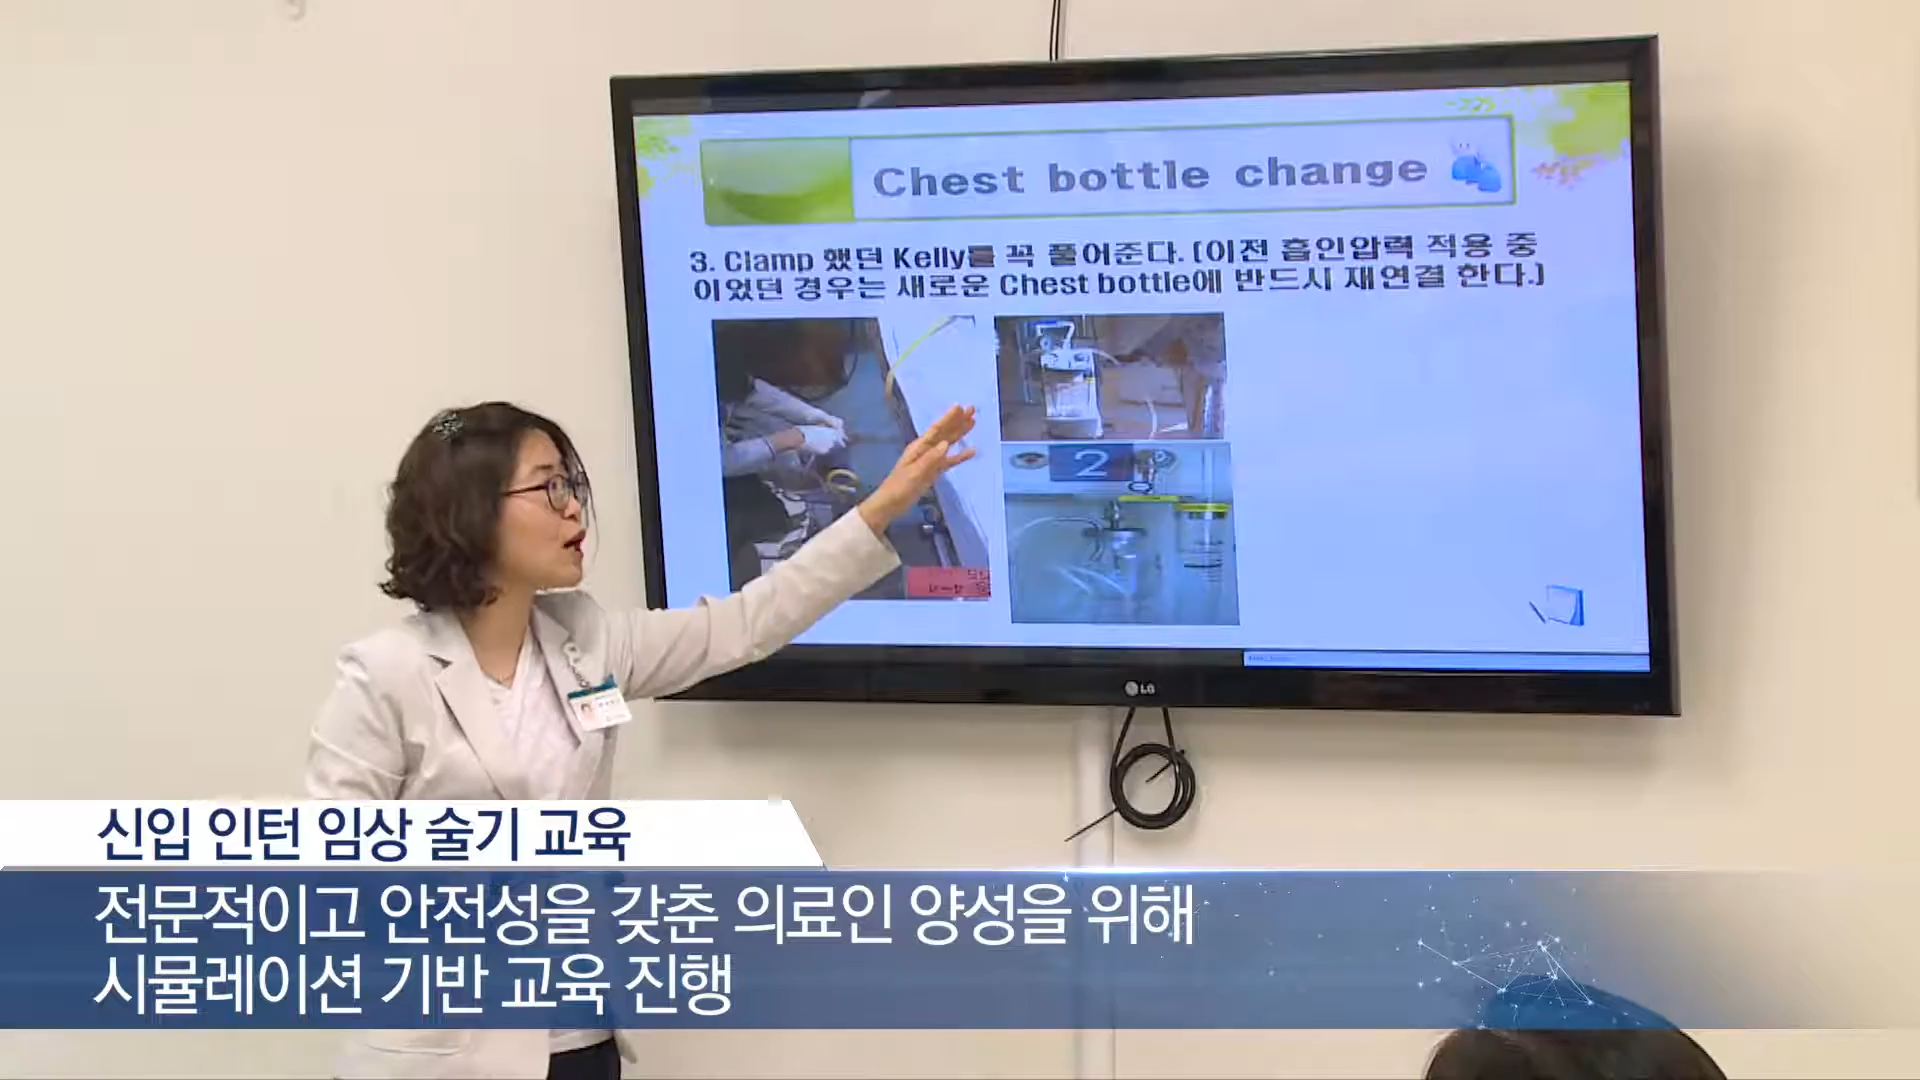 Chest bottle change
3. Clamp 했던 Kelly를 꼭 풀어준다. (이전 흡인압력 적용 중
이었던 경우는 새로운 Chest bottle에 반드시 재연결 한다.)
2
LG
신입 인턴 임상 술기 교육
전문적이고 안전성을 갖춘 의료인 양성을 위해
시뮬레이션 기반 교육 진행